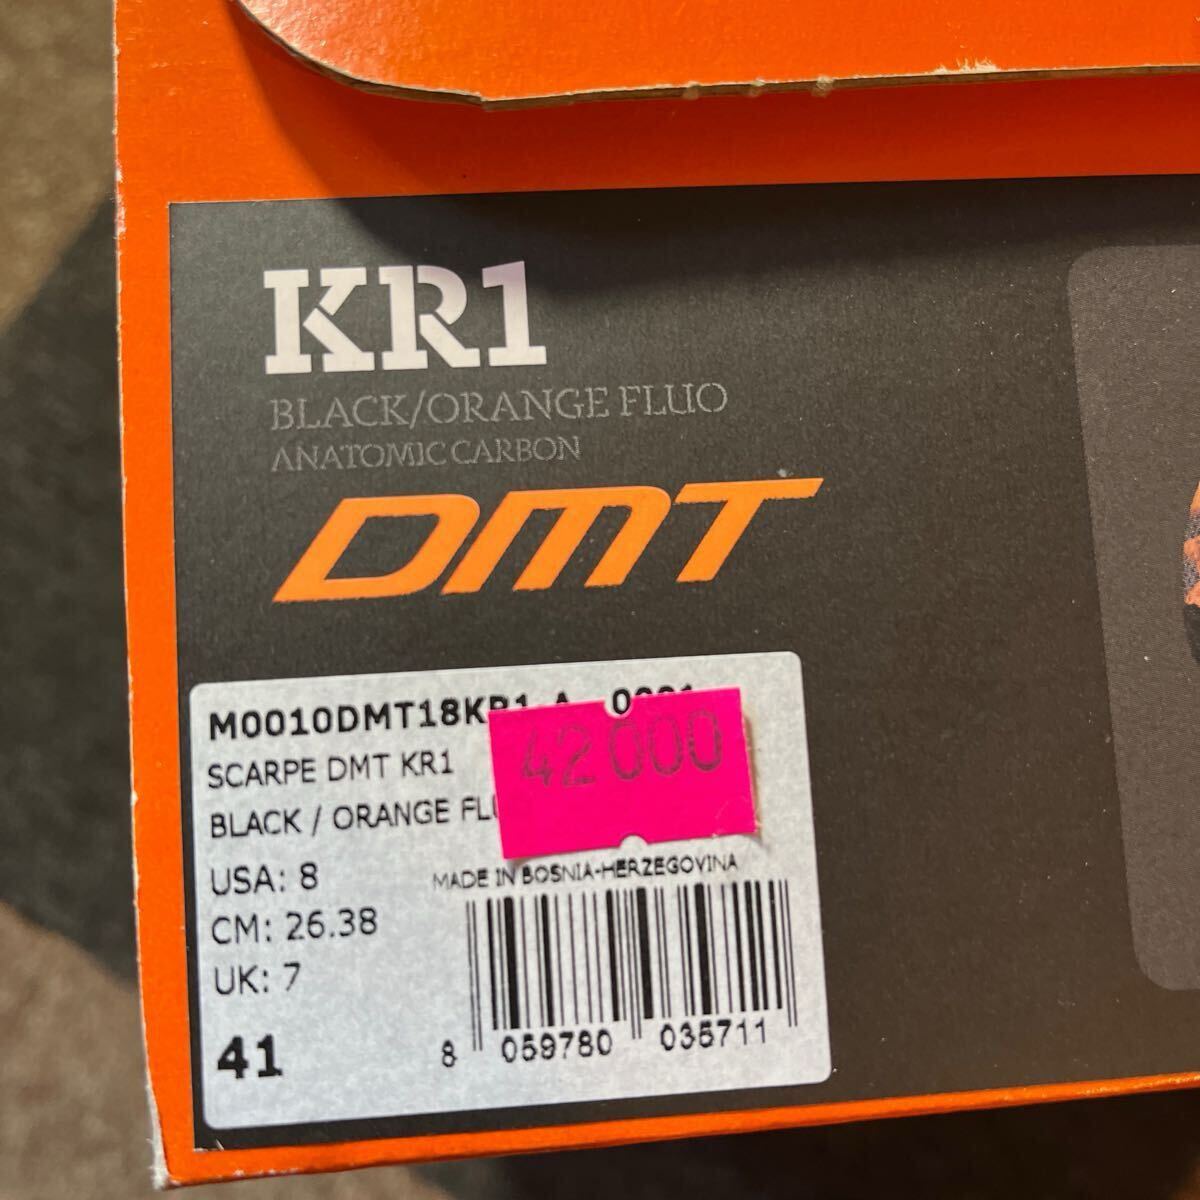 KR1
BLACK/ORANGE FLUO
ANATOMIC CARBON
DMT
42000
SCARPE DMT KR1
BLACK / ORANGE
USA: 8
MADE IN BOSNIA-HERZEGOVINA
CM: 26.38
UK: 7
41
8 059780 035711